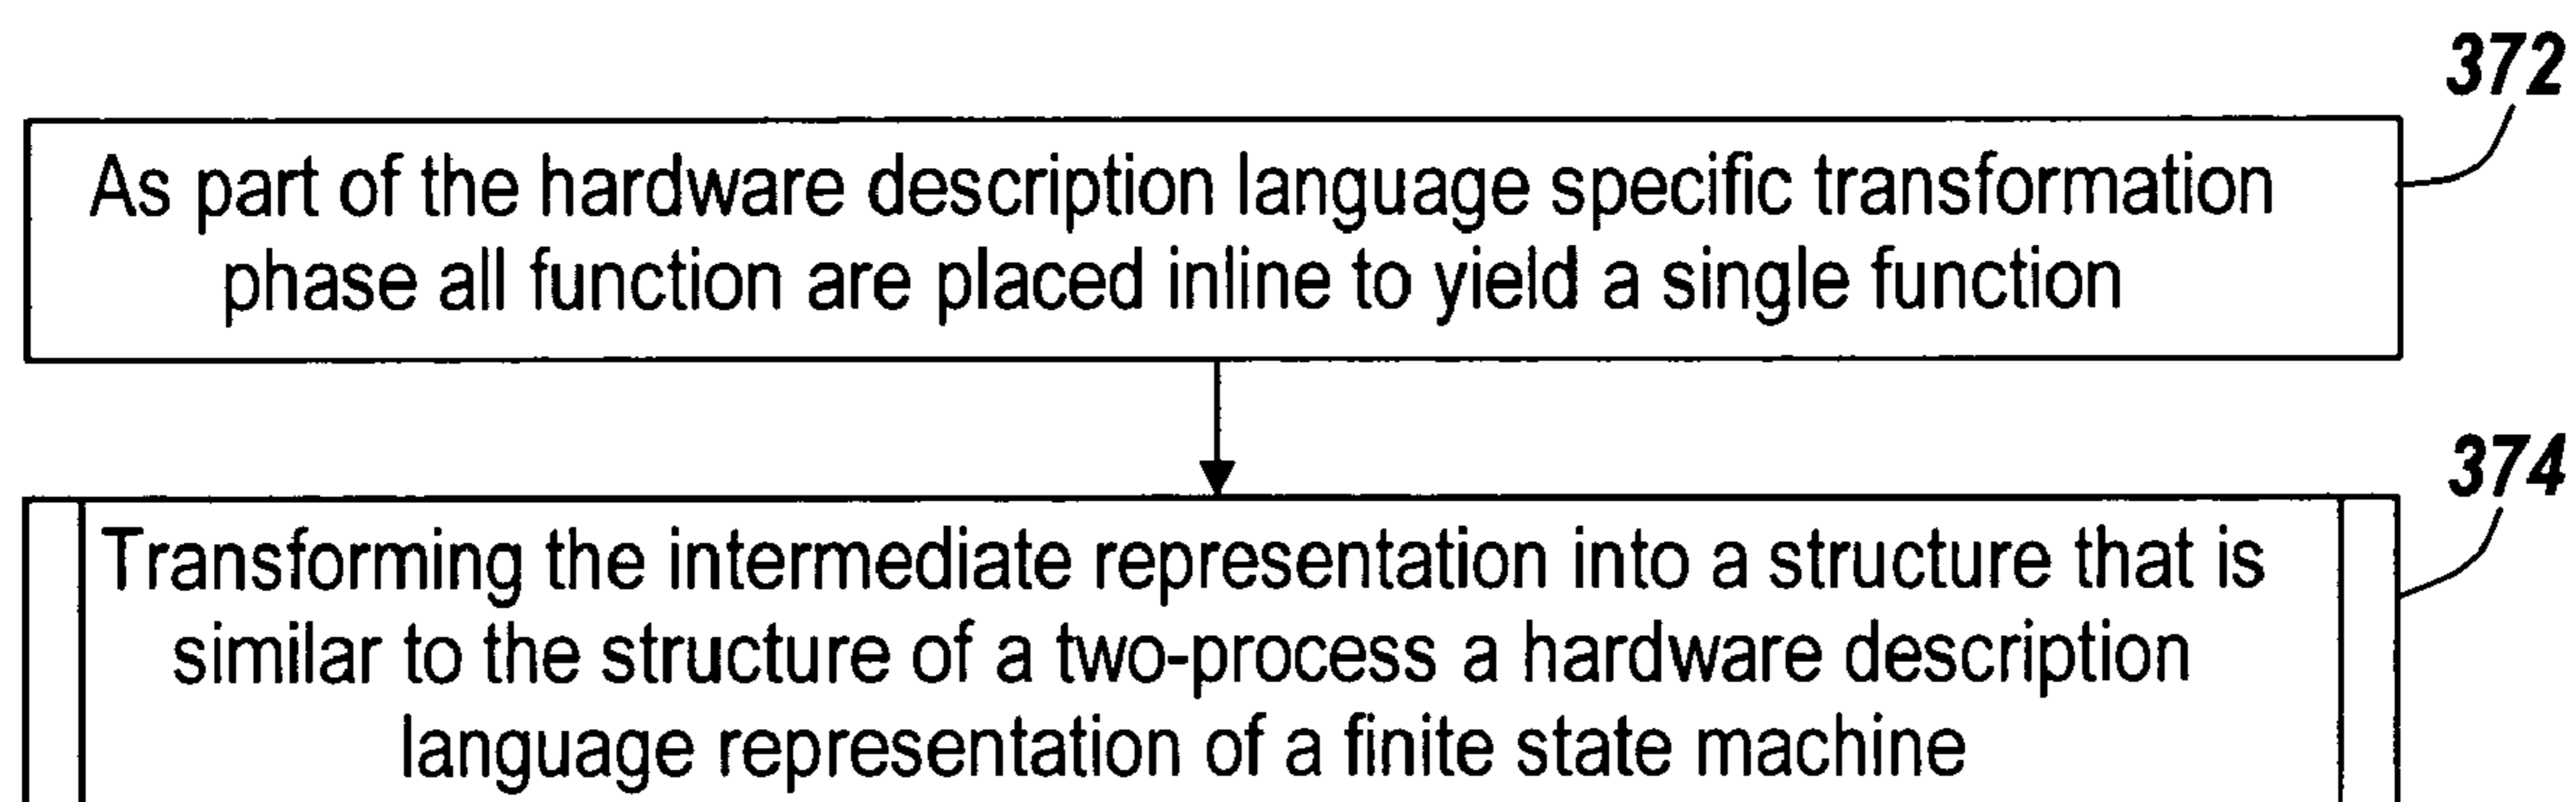 372
As part of the hardware description language specific transformation
phase all function are placed inline to yield a single function
374
Transforming the intermediate representation into a structure that is
similar to the structure of a two-process a hardware description
language representation of a finite state machine